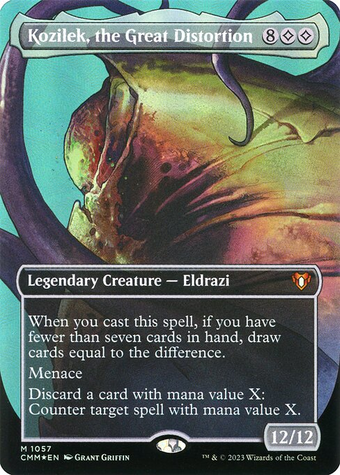 Kozilek, the Great Distortion 8
Legendary Creature — Eldrazi
When you cast this spell, if you have
fewer than seven cards in hand, draw
cards equal to the difference.
Menace
Discard a card with mana value X:
Counter target spell with mana value X.
12/12
M 1057
CMM★EN Grant Griffin
™ & © 2023 Wizards of the Coast